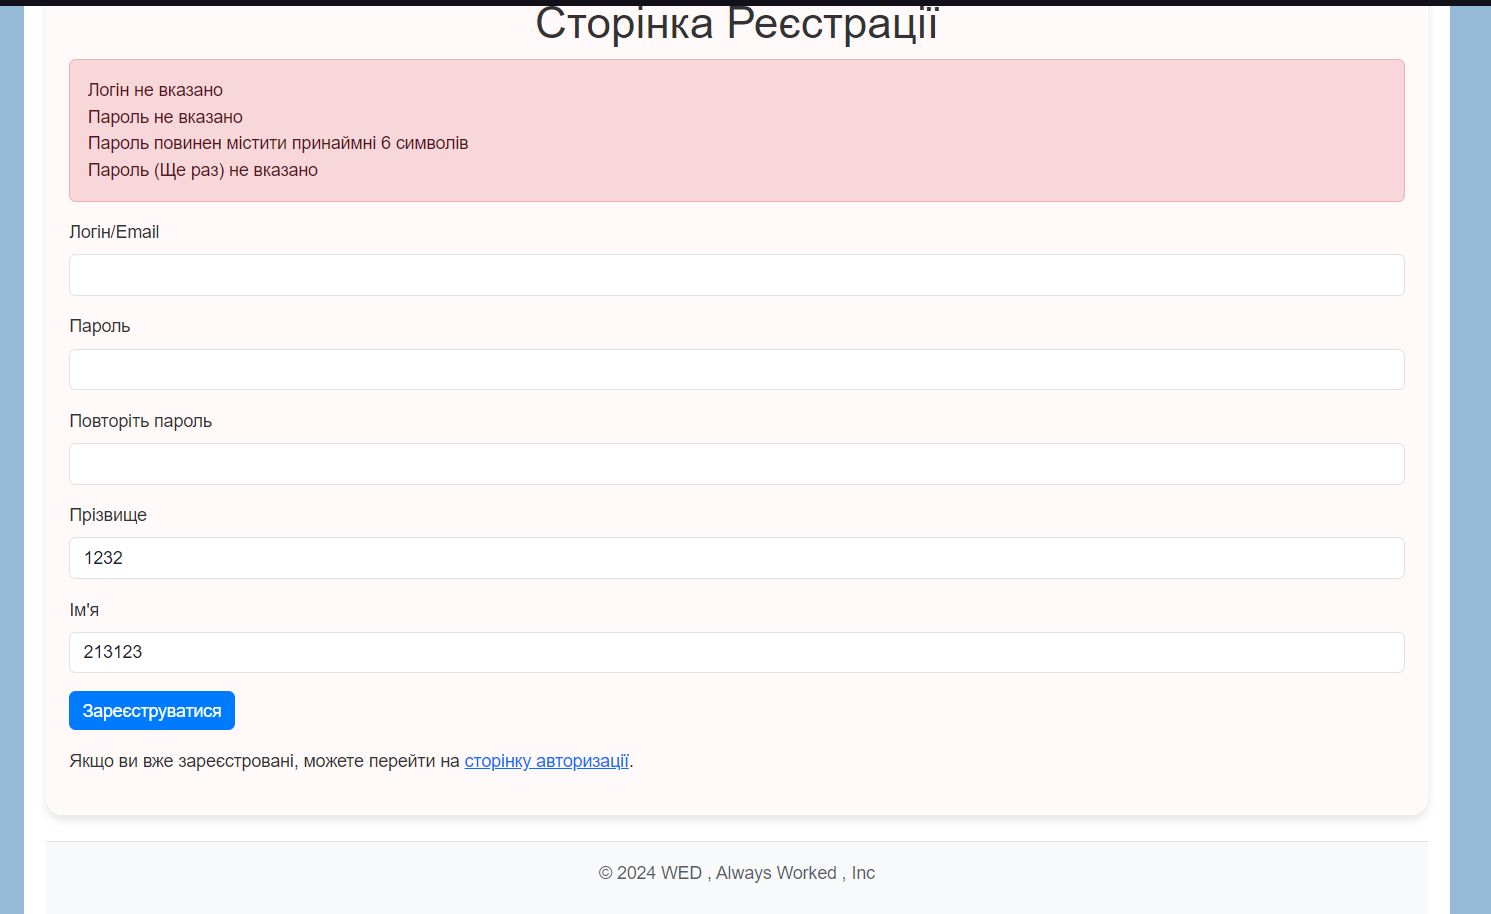 Сторінка Реєстрації
Логін не вказано
Пароль не вказано
Пароль повинен містити принаймні 6 символів
Пароль (Ще раз) не вказано
Логін/Email
Пароль
Повторіть пароль
Прізвище
1232
Ім'я
213123
Зареєструватися
Якщо ви вже зареєстровані, можете перейти на сторінку авторизації.
© 2024 WED , Always Worked , Inc